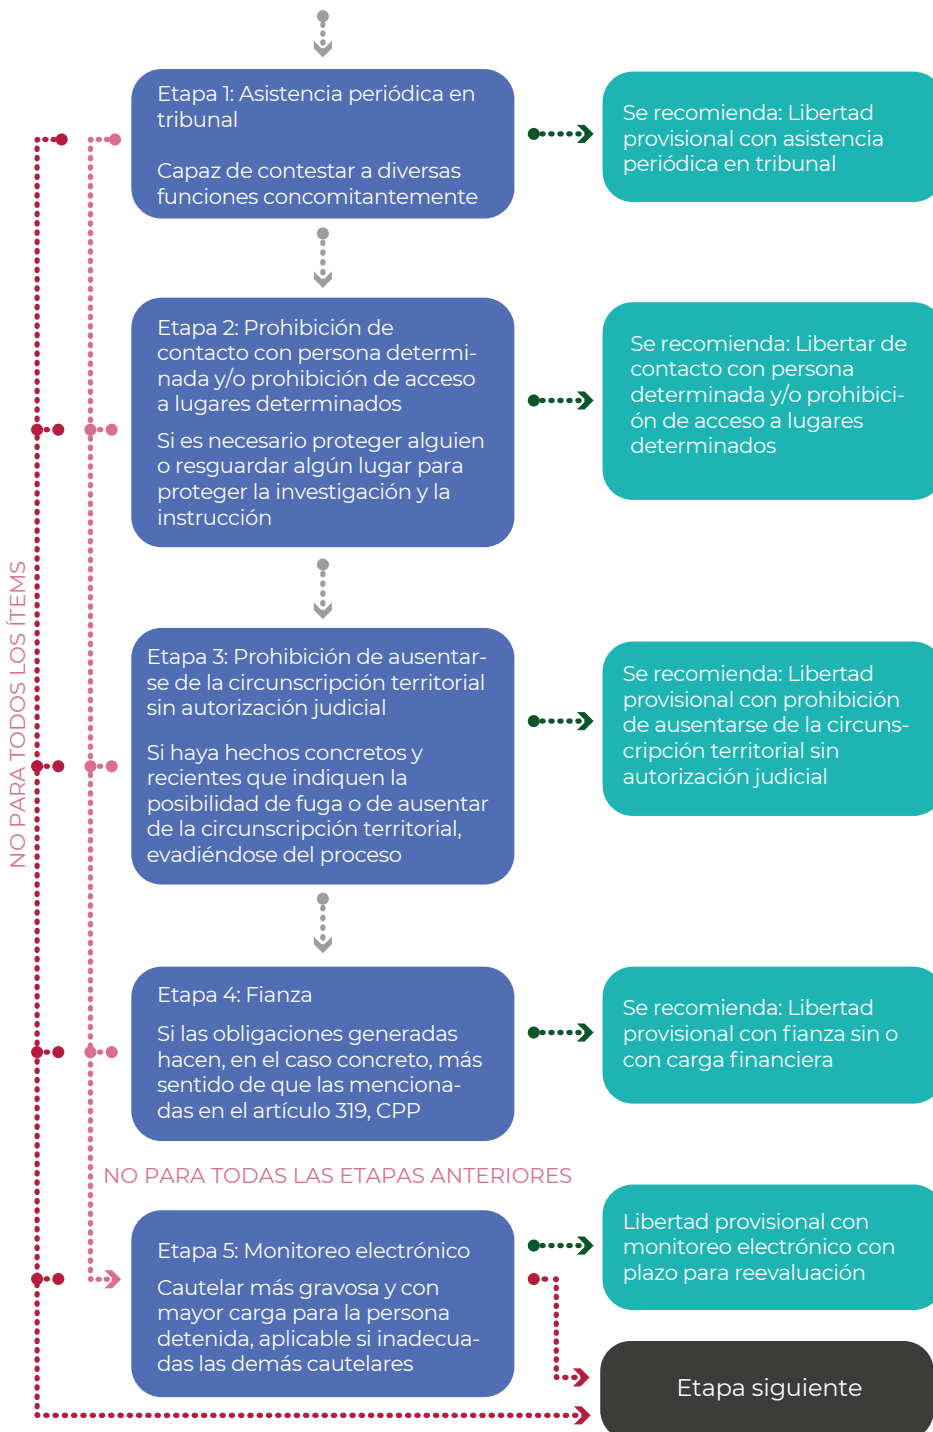 Etapa 1: Asistencia periódica en
tribunal
Capaz de contestar a diversas
funciones concomitantemente
Se recomienda: Libertad
provisional con asistencia
periódica en tribunal
Etapa 2: Prohibición de
contacto con persona determi-
nada y/o prohibición de acceso
a lugares determinados
Si es necesario proteger alguien
o resguardar algún lugar para
proteger la investigación y la
instrucción
Se recomienda: Libertar de
contacto con persona
determinada y/o prohibici-
ón de acceso a lugares
determinados
NO PARA TODOS LOS ÍTEMS
Etapa 3: Prohibición de ausentar-
se de la circunscripción territorial
sin autorización judicial
Si haya hechos concretos y
recientes que indiquen la
posibilidad de fuga o de ausentar
de la circunscripción territorial,
evadiéndose del proceso
Se recomienda: Libertad
provisional con prohibición
de ausentarse de la circuns-
cripción territorial sin
autorización judicial
Etapa 4: Fianza
Si las obligaciones generadas
hacen, en el caso concreto, más
sentido de que las menciona-
das en el artículo 319, CPP
Se recomienda: Libertad
provisional con fianza sin o
con carga financiera
NO PARA TODAS LAS ETAPAS ANTERIORES
Etapa 5: Monitoreo electrónico
Cautelar más gravosa y con
mayor carga para la persona
detenida, aplicable si inadecua-
das las demás cautelares
Libertad provisional con
monitoreo electrónico con
plazo para reevaluación
Etapa siguiente